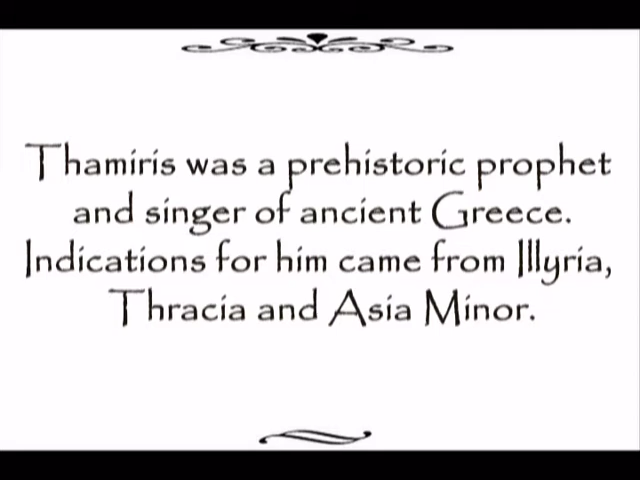 Thamiris was a prehistoric prophet
and singer of ancient Greece.
Indications for him came from Illyria,
Thracia and Asia Minor.